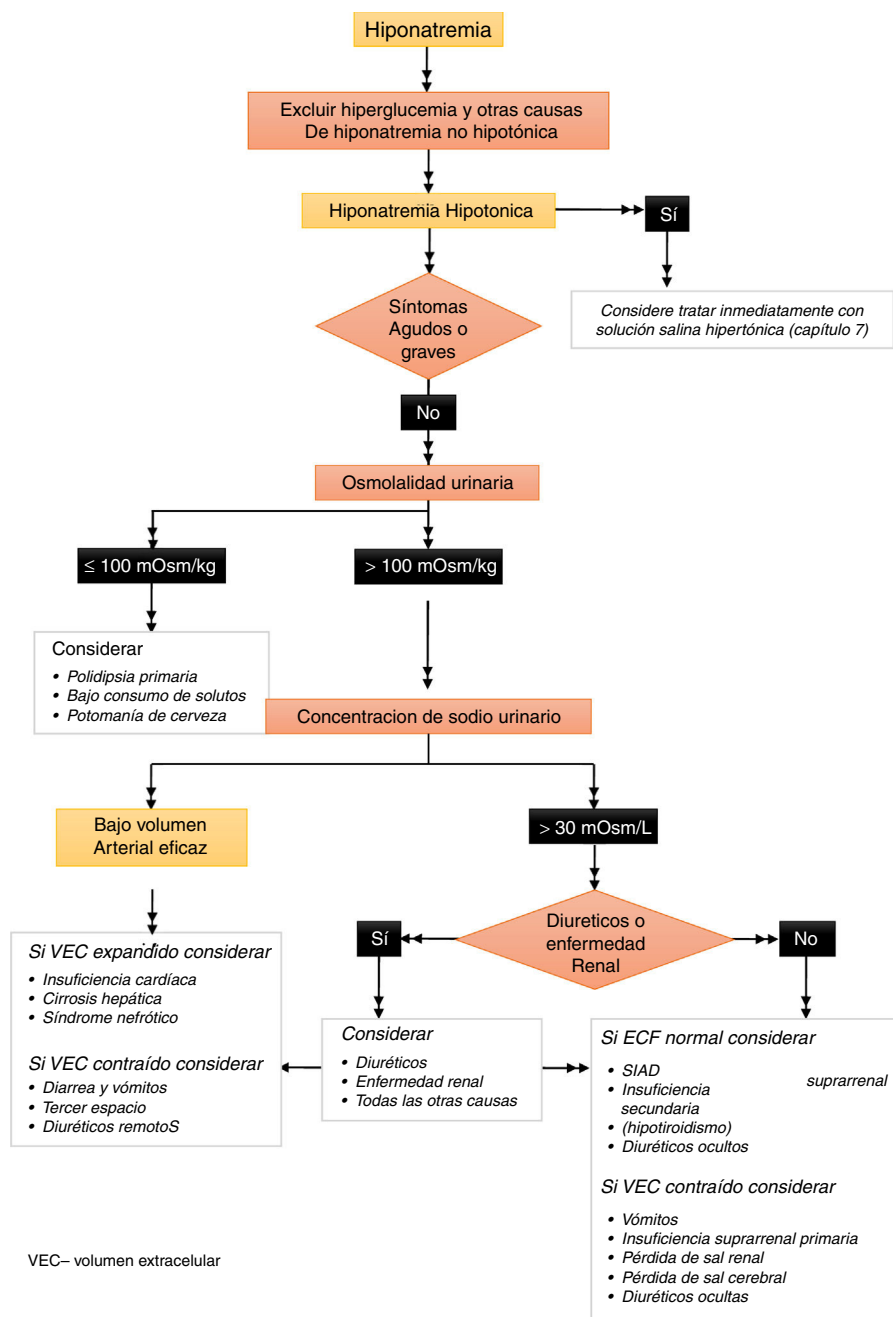 Hiponatremia
Excluir hiperglucemia y otras causas
De hiponatremia no hipotónica
Hiponatremia Hipotonica
Sí
Considere tratar inmediatamente con
solución salina hipertónica (capítulo 7)
Síntomas
Agudos o
graves
No
Osmolalidad urinaria
≤ 100 mOsm/kg
> 100 mOsm/kg
Considerar
• Polidipsia primaria
• Bajo consumo de solutos
• Potomanía de cerveza
Concentracion de sodio urinario
Bajo volumen
Arterial eficaz
> 30 mOsm/L
Si VEC expandido considerar
• Insuficiencia cardíaca
• Cirrosis hepática
• Síndrome nefrótico
Si VEC contraído considerar
• Diarrea y vómitos
• Tercer espacio
• Diuréticos remotoS
Diureticos o
enfermedad
Renal
Sí
No
Considerar
• Diuréticos
• Enfermedad renal
• Todas las otras causas
Si ECF normal considerar
• SIAD
• Insuficiencia suprarrenal
secundaria
• (hipotiroidismo)
• Diuréticos ocultos
Si VEC contraído considerar
• Vómitos
• Insuficiencia suprarrenal primaria
• Pérdida de sal renal
• Pérdida de sal cerebral
• Diuréticos ocultas
VEC– volumen extracelular